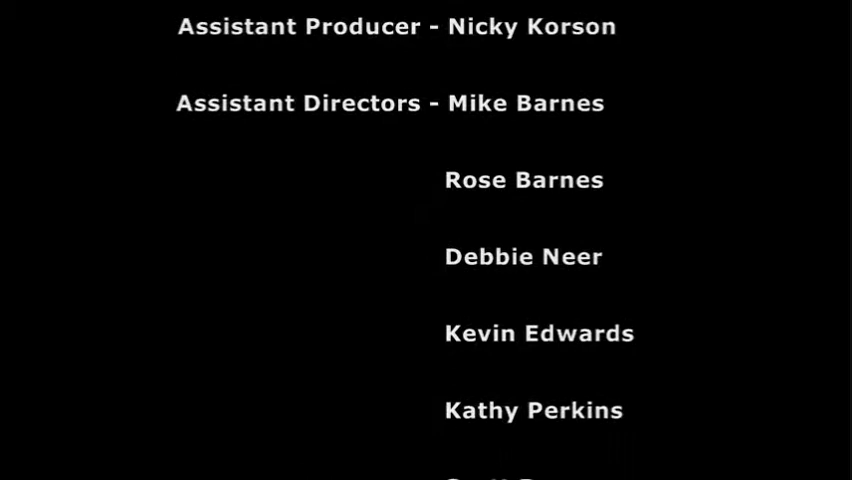 Assistant Producer - Nicky Korson
Assistant Directors - Mike Barnes
Rose Barnes
Debbie Neer
Kevin Edwards
Kathy Perkins